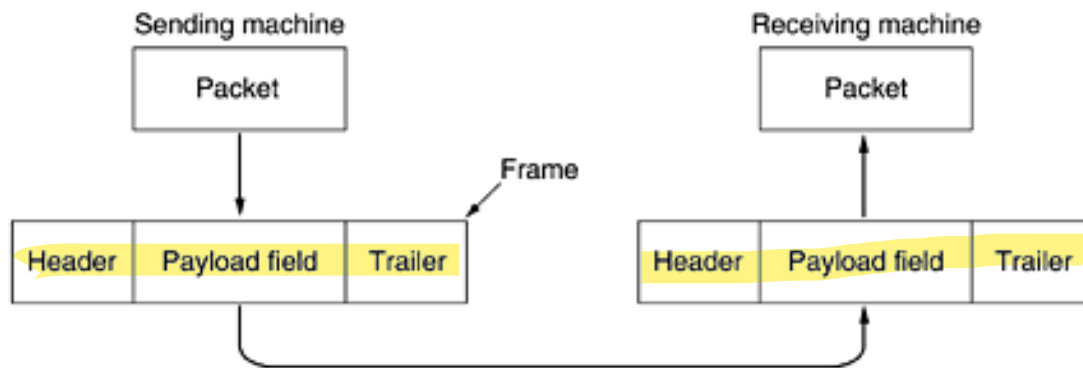 Sending machine
Receiving machine
Packet
Packet
Frame
Header Payload field Trailer
Header Payload field Trailer